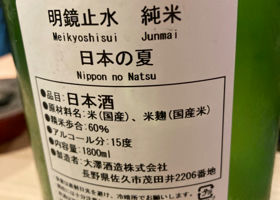 明鏡止水 純米
Meikyoshisui Junmai
日本の夏
Nippon no Natsu
●品目:日本酒
●原材料名:米(国産)、米麹(国産米)
●精米歩合:60%
●アルコール分:15度
●内容量:1800ml
●製造者:大澤酒造株式会社
長野県佐久市茂田井2206番地